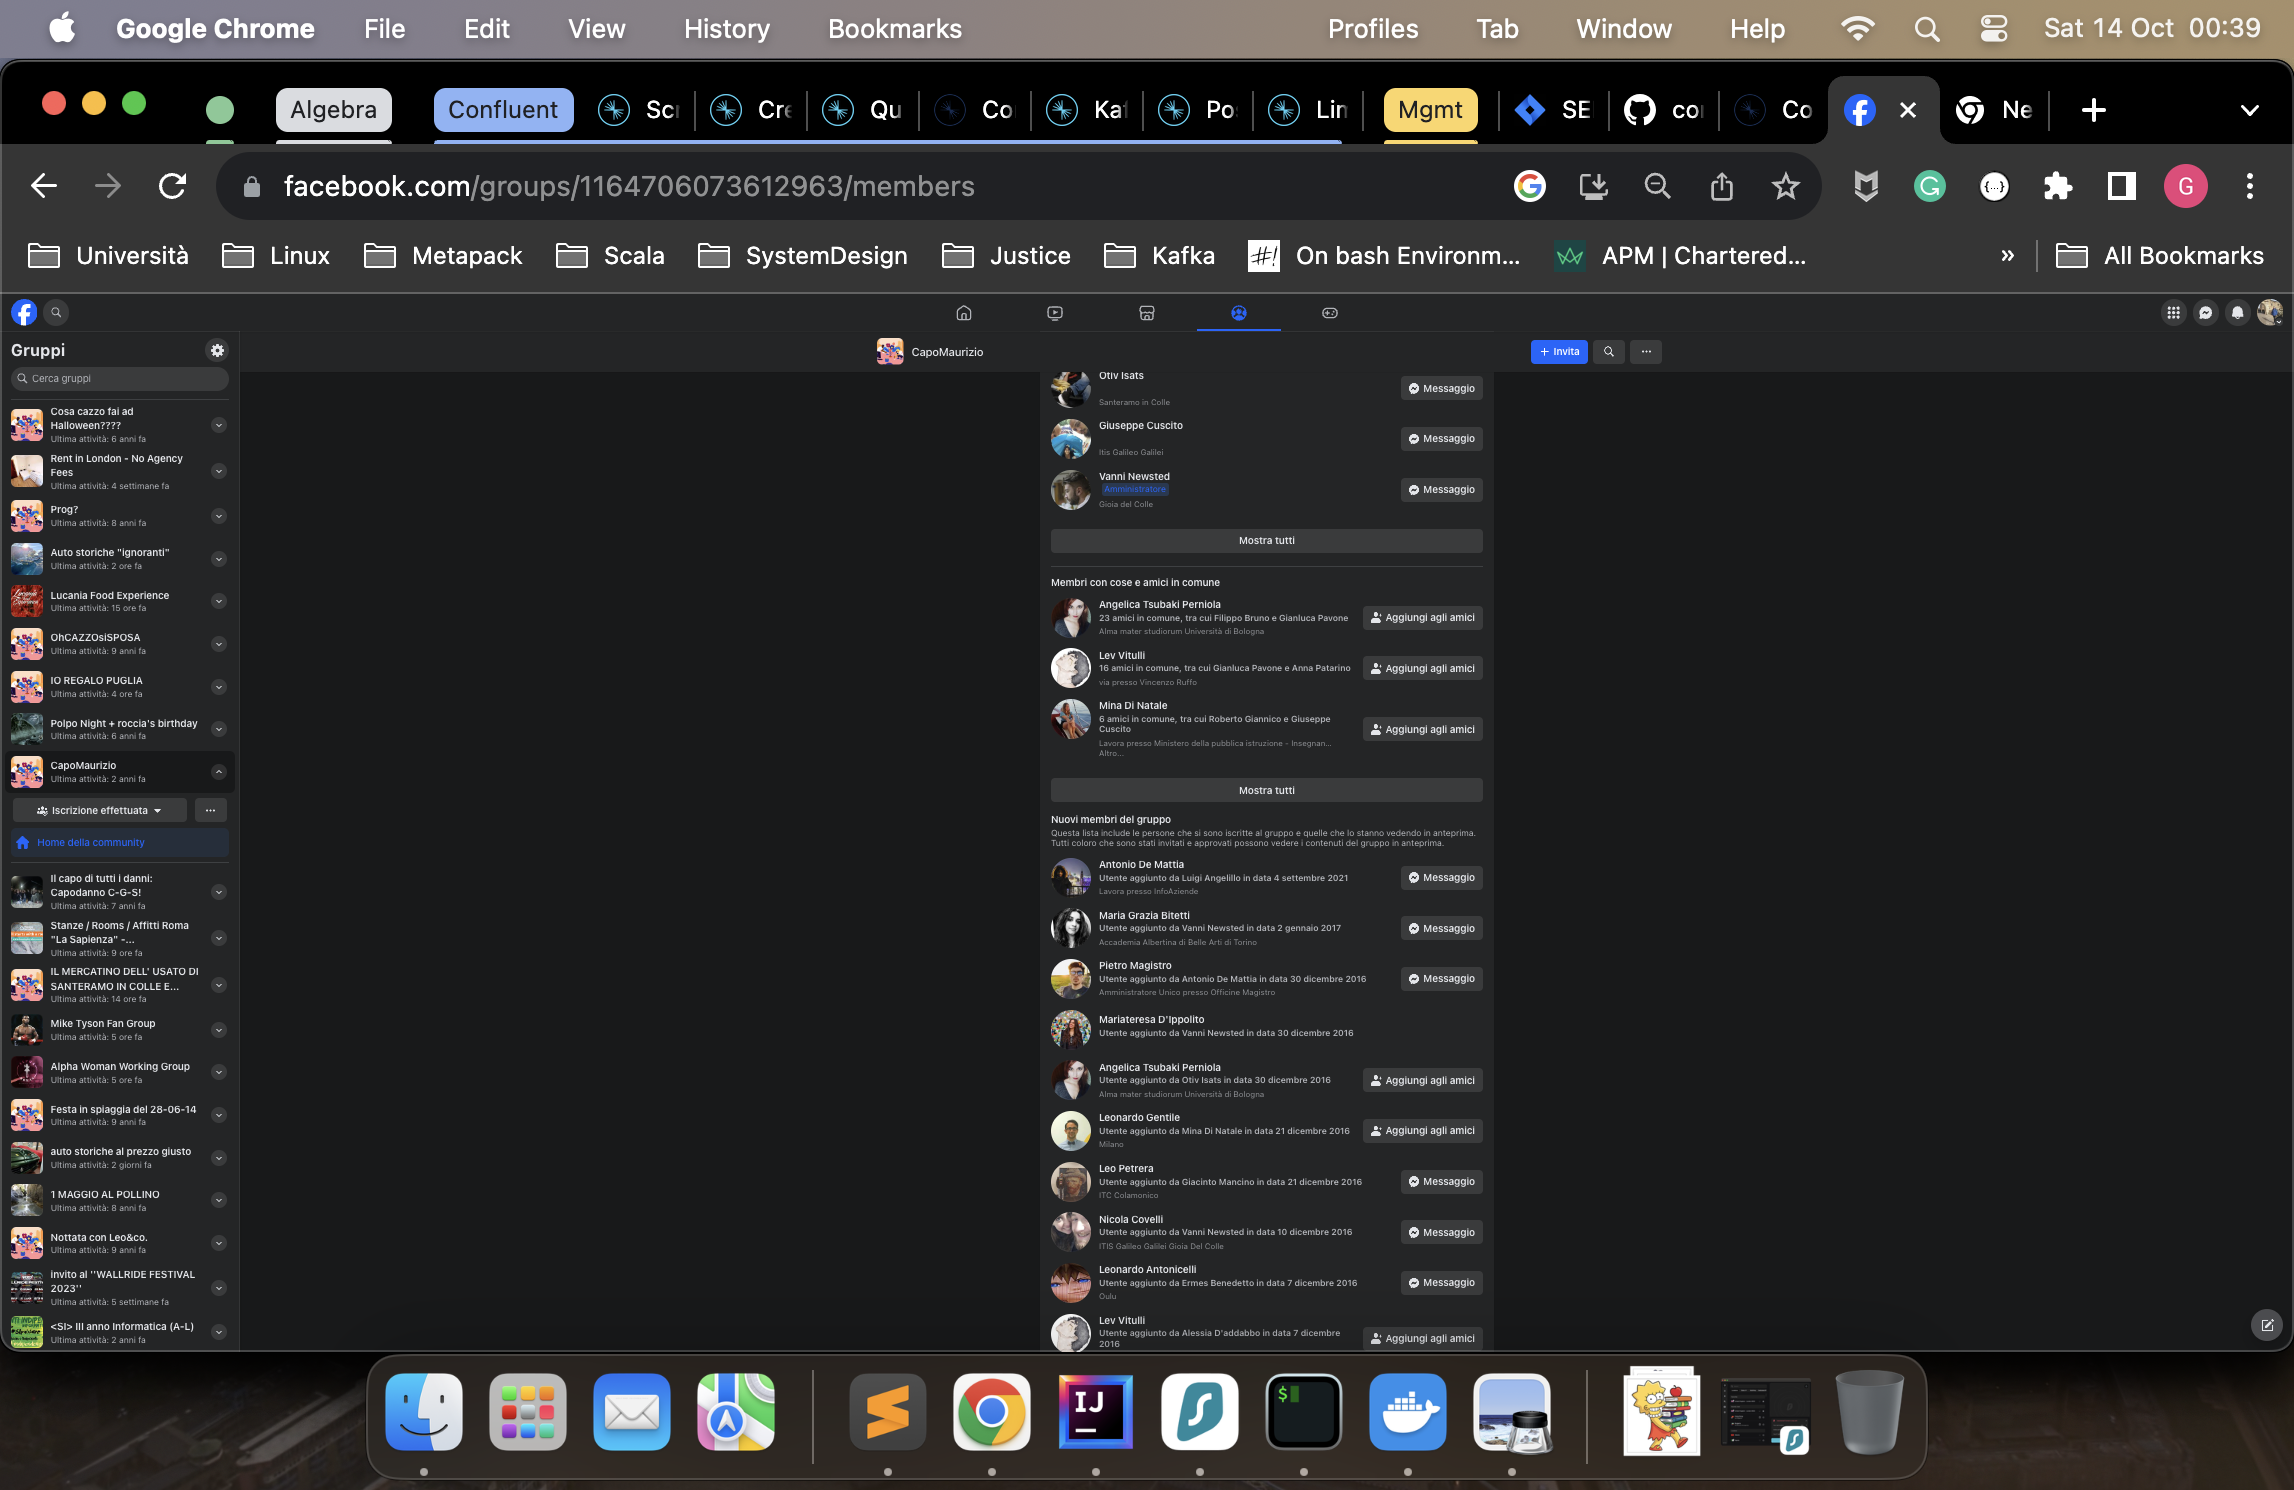 Google Chrome File Edit View History Bookmarks Profiles Tab Window Help Sat 14 Oct 00:39
Algebra Confluent Sc Cre Qu Co Ka Po Lin Mgmt SE co Co Ne
facebook.com/groups/1164706073612963/members
G
Università Linux Metapack Scala SystemDesign Justice Kafka On bash Environm... APM | Chartered... » All Bookmarks
Gruppi
Cerca gruppi
Cosa cazzo fai ad
Halloween????
Ultima attività: 6 anni fa
Rent in London - No Agency
Fees
Ultima attività: 4 settimane fa
Prog?
Ultima attività: 8 anni fa
Auto storiche "ignoranti"
Ultima attività: 2 ore fa
Lucania Food Experience
Ultima attività: 15 ore fa
OhCAZZOsiSPOSA
Ultima attività: 9 anni fa
IO REGALO PUGLIA
Ultima attività: 4 ore fa
Polpo Night + roccia's birthday
Ultima attività: 6 anni fa
CapoMaurizio
Ultima attività: 2 anni fa
Iscrizione effettuata
Home della community
Il capo di tutti i danni:
Capodanno C-G-S!
Ultima attività: 7 anni fa
Stanze / Rooms / Affitti Roma
"La Sapienza" -...
Ultima attività: 9 ore fa
IL MERCATINO DELL' USATO DI
SANTERAMO IN COLLE E...
Ultima attività: 14 ore fa
Mike Tyson Fan Group
Ultima attività: 5 ore fa
Alpha Woman Working Group
Ultima attività: 5 ore fa
Festa in spiaggia del 28-06-14
Ultima attività: 9 anni fa
auto storiche al prezzo giusto
Ultima attività: 2 giorni fa
1 MAGGIO AL POLLINO
Ultima attività: 8 anni fa
Nottata con Leo&co.
Ultima attività: 9 anni fa
invito al ''WALLRIDE FESTIVAL
2023''
Ultima attività: 5 settimane fa
<SI> III anno Informatica (A-L)
Ultima attività: 2 anni fa
CapoMaurizio
+ Invita
Otiv Isats
Santeramo in Colle
Messaggio
Giuseppe Cuscito
Itis Galileo Galilei
Messaggio
Vanni Newsted
Amministratore
Gioia del Colle
Messaggio
Mostra tutti
Membri con cose e amici in comune
Angelica Tsubaki Perniola
23 amici in comune, tra cui Filippo Bruno e Gianluca Pavone
Alma mater studiorum Università di Bologna
Aggiungi agli amici
Lev Vitulli
16 amici in comune, tra cui Gianluca Pavone e Anna Patarino
via presso Vincenzo Ruffo
Aggiungi agli amici
Mina Di Natale
6 amici in comune, tra cui Roberto Giannico e Giuseppe
Cuscito
Lavora presso Ministero della pubblica istruzione - Insegnan...
Altro...
Aggiungi agli amici
Mostra tutti
Nuovi membri del gruppo
Questa lista include le persone che si sono iscritte al gruppo e quelle che lo stanno vedendo in anteprima.
Tutti coloro che sono stati invitati e approvati possono vedere i contenuti del gruppo in anteprima.
Antonio De Mattia
Utente aggiunto da Luigi Angelillo in data 4 settembre 2021
Lavora presso InfoAziende
Messaggio
Maria Grazia Bitetti
Utente aggiunto da Vanni Newsted in data 2 gennaio 2017
Accademia Albertina di Belle Arti di Torino
Messaggio
Pietro Magistro
Utente aggiunto da Antonio De Mattia in data 30 dicembre 2016
Amministratore Unico presso Officine Magistro
Messaggio
Mariateresa D'Ippolito
Utente aggiunto da Vanni Newsted in data 30 dicembre 2016
Angelica Tsubaki Perniola
Utente aggiunto da Otiv Isats in data 30 dicembre 2016
Alma mater studiorum Università di Bologna
Aggiungi agli amici
Leonardo Gentile
Utente aggiunto da Mina Di Natale in data 21 dicembre 2016
Milano
Aggiungi agli amici
Leo Petrera
Utente aggiunto da Giacinto Mancino in data 21 dicembre 2016
ITC Colamonico
Messaggio
Nicola Covelli
Utente aggiunto da Vanni Newsted in data 10 dicembre 2016
ITIS Galileo Galilei Gioia Del Colle
Messaggio
Leonardo Antonicelli
Utente aggiunto da Ermes Benedetto in data 7 dicembre 2016
Oulu
Messaggio
Lev Vitulli
Utente aggiunto da Alessia D'addabbo in data 7 dicembre
2016
Aggiungi agli amici
IJ
$